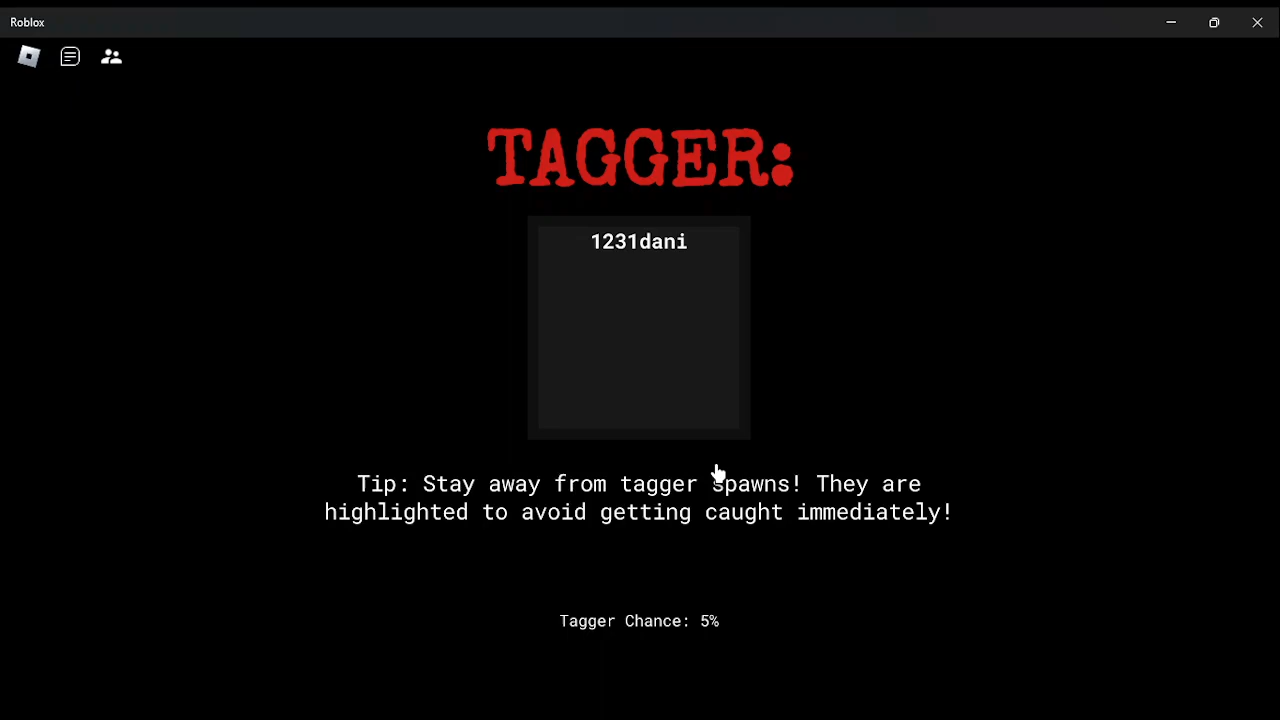 Roblox
TAGGER:
1231dani
Tip: Stay away from tagger spawns! They are
highlighted to avoid getting caught immediately!
Tagger Chance: 5%